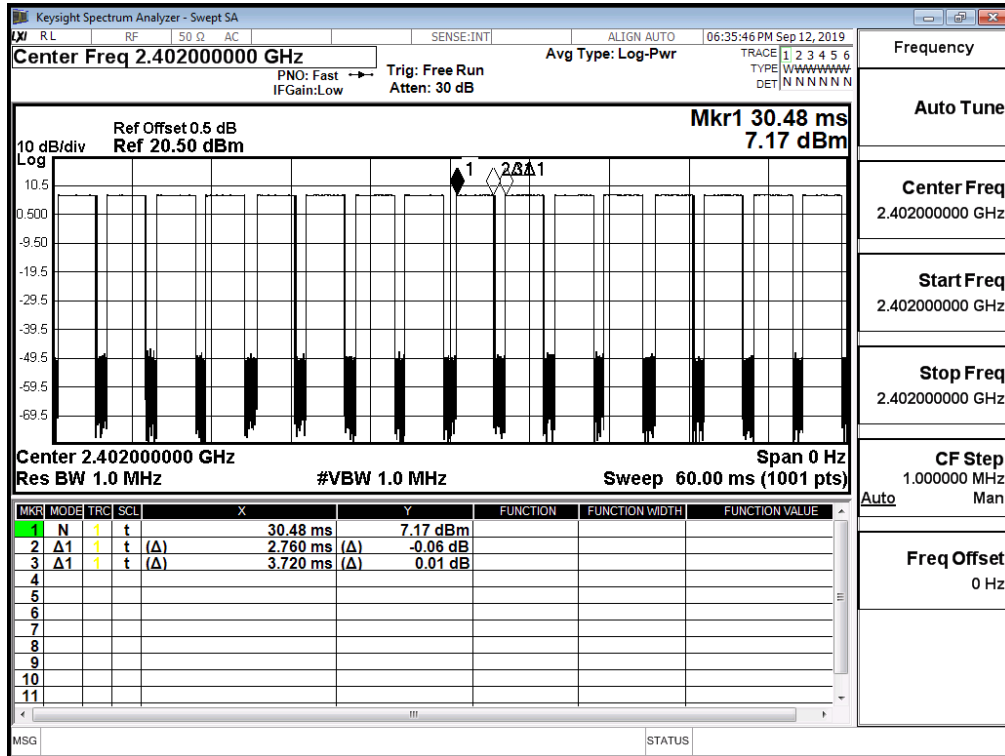 Keysight Spectrum Analyzer - Swept SA
LXI RL RF 50 Ω AC SENSE:INT ALIGN AUTO 06:35:46 PM Sep 12, 2019
Center Freq 2.402000000 GHz
PNO: Fast
IFGain:Low
Trig: Free Run
Atten: 30 dB
Avg Type: Log-Pwr
TRACE 1 2 3 4 5 6
TYPE WWWWWW
DET N N N N N N
Ref Offset 0.5 dB
Ref 20.50 dBm
10 dB/div
Log
Mkr1 30.48 ms
7.17 dBm
1
10.5
0.500
-9.50
-19.5
-29.5
-39.5
-49.5
-59.5
-69.5
Center 2.402000000 GHz Span 0 Hz
Res BW 1.0 MHz #VBW 1.0 MHz Sweep 60.00 ms (1001 pts)
MKR MODE TRC SCL X Y FUNCTION FUNCTION WIDTH FUNCTION VALUE
1 N 1 t 30.48 ms 7.17 dBm
2 Δ1 1 t (Δ) 2.760 ms (Δ) -0.06 dB
3 Δ1 1 t (Δ) 3.720 ms (Δ) 0.01 dB
4
5
6
7
8
9
10
11
MSG STATUS
Frequency
Auto Tune
Center Freq
2.402000000 GHz
Start Freq
2.402000000 GHz
Stop Freq
2.402000000 GHz
CF Step
1.000000 MHz
Auto Man
Freq Offset
0 Hz